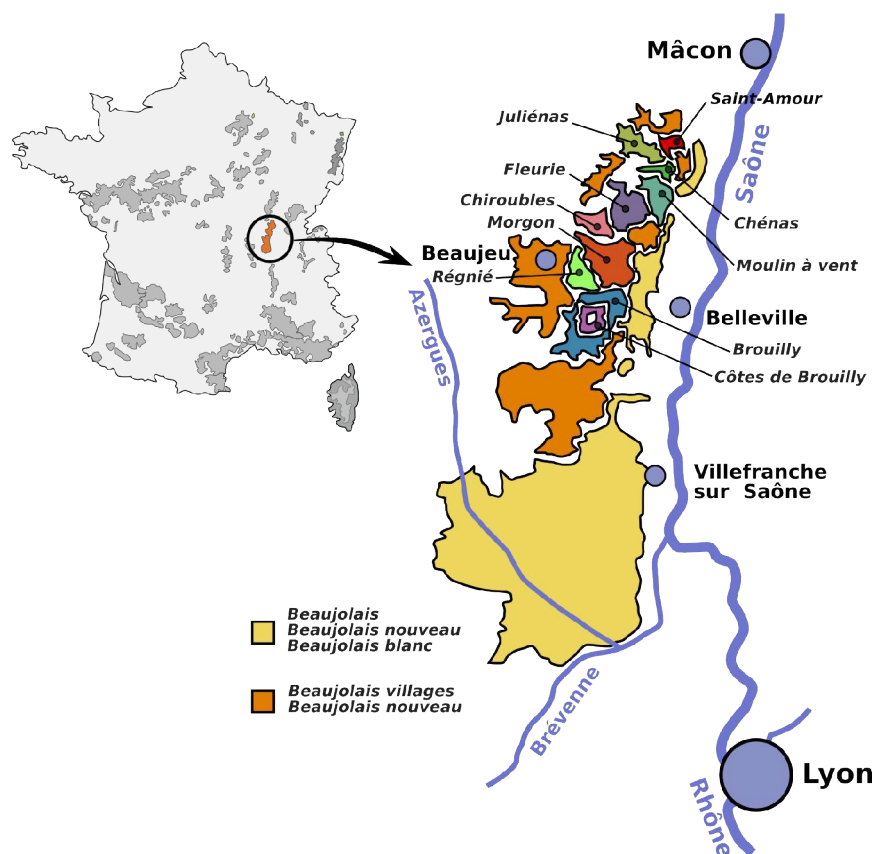 Mâcon
Saint-Amour
Juliénas
Saône
Fleurie
Chiroubles
Morgon
Chénas
Beaujeu
Régnié
Moulin à vent
Azergues
Belleville
Brouilly
Côtes de Brouilly
Villefranche
sur Saône
Beaujolais
Beaujolais nouveau
Beaujolais blanc
Beaujolais villages
Beaujolais nouveau
Brévenne
Lyon
Rhône